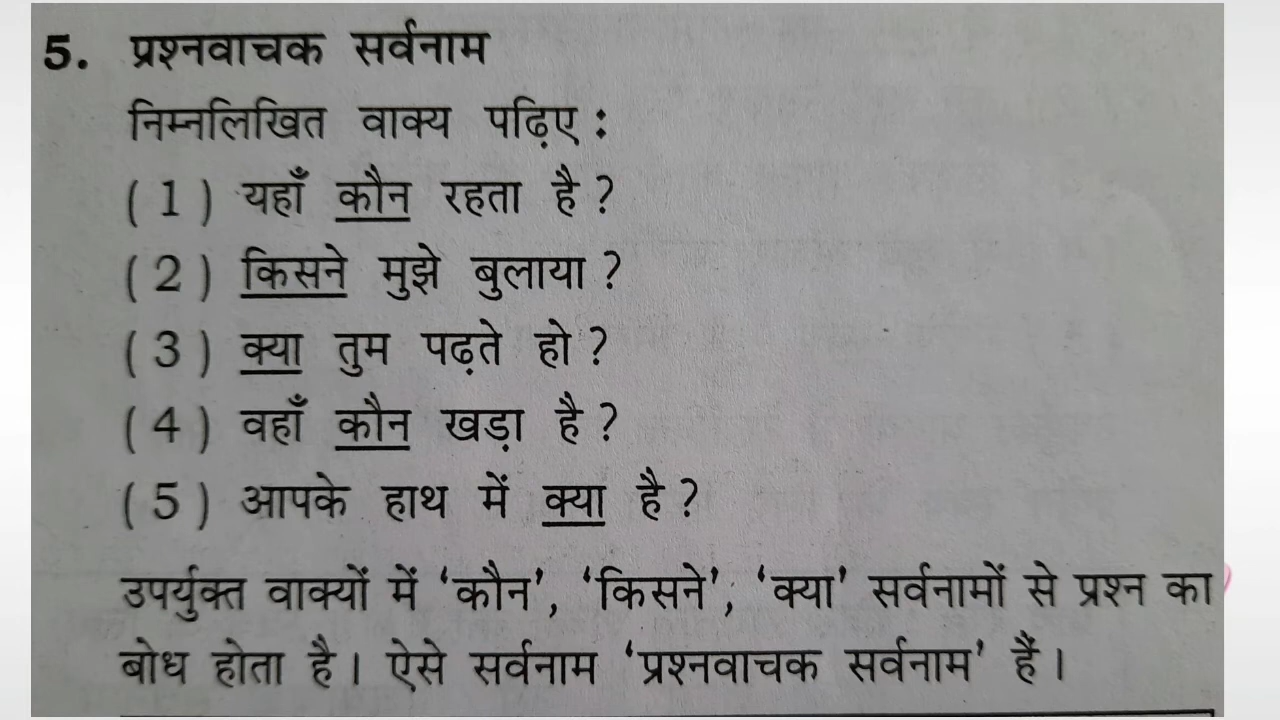 5. प्रश्नवाचक सर्वनाम
निम्नलिखित वाक्य पढ़िए :
( 1 ) यहाँ कौन रहता है ?
( 2 ) किसने मुझे बुलाया ?
( 3 ) क्या तुम पढ़ते हो ?
( 4 ) वहाँ कौन खड़ा है ?
( 5 ) आपके हाथ में क्या है ?
उपर्युक्त वाक्यों में ‘कौन’, ‘किसने’, ‘क्या’ सर्वनामों से प्रश्न का
बोध होता है। ऐसे सर्वनाम ‘प्रश्नवाचक सर्वनाम’ हैं।